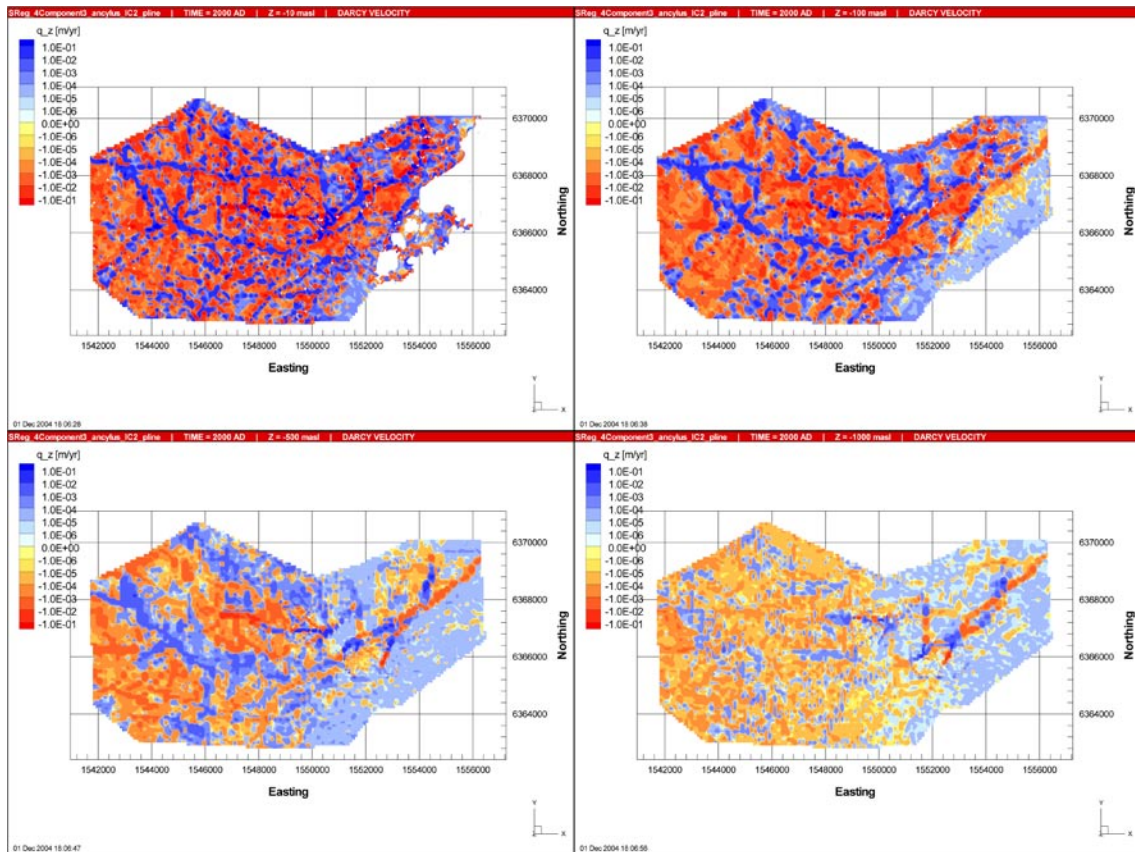 SReg_4Component3_ancylus_IC2_pline | TIME = 2000 AD | Z = -10 masl | DARCY VELOCITY
q_z [m/yr]
1.0E-01
1.0E-02
1.0E-03
1.0E-04
1.0E-05
1.0E-06
0.0E+00
-1.0E-06
-1.0E-05
-1.0E-04
-1.0E-03
-1.0E-02
-1.0E-01
6370000
6368000
6366000
6364000
Northing
1542000 1544000 1546000 1548000 1550000 1552000 1554000 1556000
Easting
Y
Z X
01 Dec 2004 18:06:28
SReg_4Component3_ancylus_IC2_pline | TIME = 2000 AD | Z = -100 masl | DARCY VELOCITY
q_z [m/yr]
1.0E-01
1.0E-02
1.0E-03
1.0E-04
1.0E-05
1.0E-06
0.0E+00
-1.0E-06
-1.0E-05
-1.0E-04
-1.0E-03
-1.0E-02
-1.0E-01
6370000
6368000
6366000
6364000
Northing
1542000 1544000 1546000 1548000 1550000 1552000 1554000 1556000
Easting
Y
Z X
01 Dec 2004 18:06:38
SReg_4Component3_ancylus_IC2_pline | TIME = 2000 AD | Z = -500 masl | DARCY VELOCITY
q_z [m/yr]
1.0E-01
1.0E-02
1.0E-03
1.0E-04
1.0E-05
1.0E-06
0.0E+00
-1.0E-06
-1.0E-05
-1.0E-04
-1.0E-03
-1.0E-02
-1.0E-01
6370000
6368000
6366000
6364000
Northing
1542000 1544000 1546000 1548000 1550000 1552000 1554000 1556000
Easting
Y
Z X
01 Dec 2004 18:06:47
SReg_4Component3_ancylus_IC2_pline | TIME = 2000 AD | Z = -1000 masl | DARCY VELOCITY
q_z [m/yr]
1.0E-01
1.0E-02
1.0E-03
1.0E-04
1.0E-05
1.0E-06
0.0E+00
-1.0E-06
-1.0E-05
-1.0E-04
-1.0E-03
-1.0E-02
-1.0E-01
6370000
6368000
6366000
6364000
Northing
1542000 1544000 1546000 1548000 1550000 1552000 1554000 1556000
Easting
Y
Z X
01 Dec 2004 18:06:56